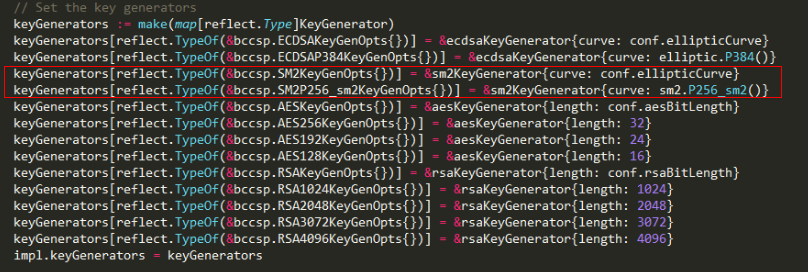 // Set the key generators
keyGenerators := make(map[reflect.Type]KeyGenerator)
keyGenerators[reflect.TypeOf(&bccsp.ECDSAKeyGenOpts{})] = &ecdsaKeyGenerator{curve: conf.ellipticCurve}
keyGenerators[reflect.TypeOf(&bccsp.ECDSAP384KeyGenOpts{})] = &ecdsaKeyGenerator{curve: elliptic.P384()}
keyGenerators[reflect.TypeOf(&bccsp.SM2KeyGenOpts{})] = &sm2KeyGenerator{curve: conf.ellipticCurve}
keyGenerators[reflect.TypeOf(&bccsp.SM2P256_sm2KeyGenOpts{})] = &sm2KeyGenerator{curve: sm2.P256_sm2()}
keyGenerators[reflect.TypeOf(&bccsp.AESKeyGenOpts{})] = &aesKeyGenerator{length: conf.aesBitLength}
keyGenerators[reflect.TypeOf(&bccsp.AES256KeyGenOpts{})] = &aesKeyGenerator{length: 32}
keyGenerators[reflect.TypeOf(&bccsp.AES192KeyGenOpts{})] = &aesKeyGenerator{length: 24}
keyGenerators[reflect.TypeOf(&bccsp.AES128KeyGenOpts{})] = &aesKeyGenerator{length: 16}
keyGenerators[reflect.TypeOf(&bccsp.RSAKeyGenOpts{})] = &rsaKeyGenerator{length: conf.rsaBitLength}
keyGenerators[reflect.TypeOf(&bccsp.RSA1024KeyGenOpts{})] = &rsaKeyGenerator{length: 1024}
keyGenerators[reflect.TypeOf(&bccsp.RSA2048KeyGenOpts{})] = &rsaKeyGenerator{length: 2048}
keyGenerators[reflect.TypeOf(&bccsp.RSA3072KeyGenOpts{})] = &rsaKeyGenerator{length: 3072}
keyGenerators[reflect.TypeOf(&bccsp.RSA4096KeyGenOpts{})] = &rsaKeyGenerator{length: 4096}
impl.keyGenerators = keyGenerators